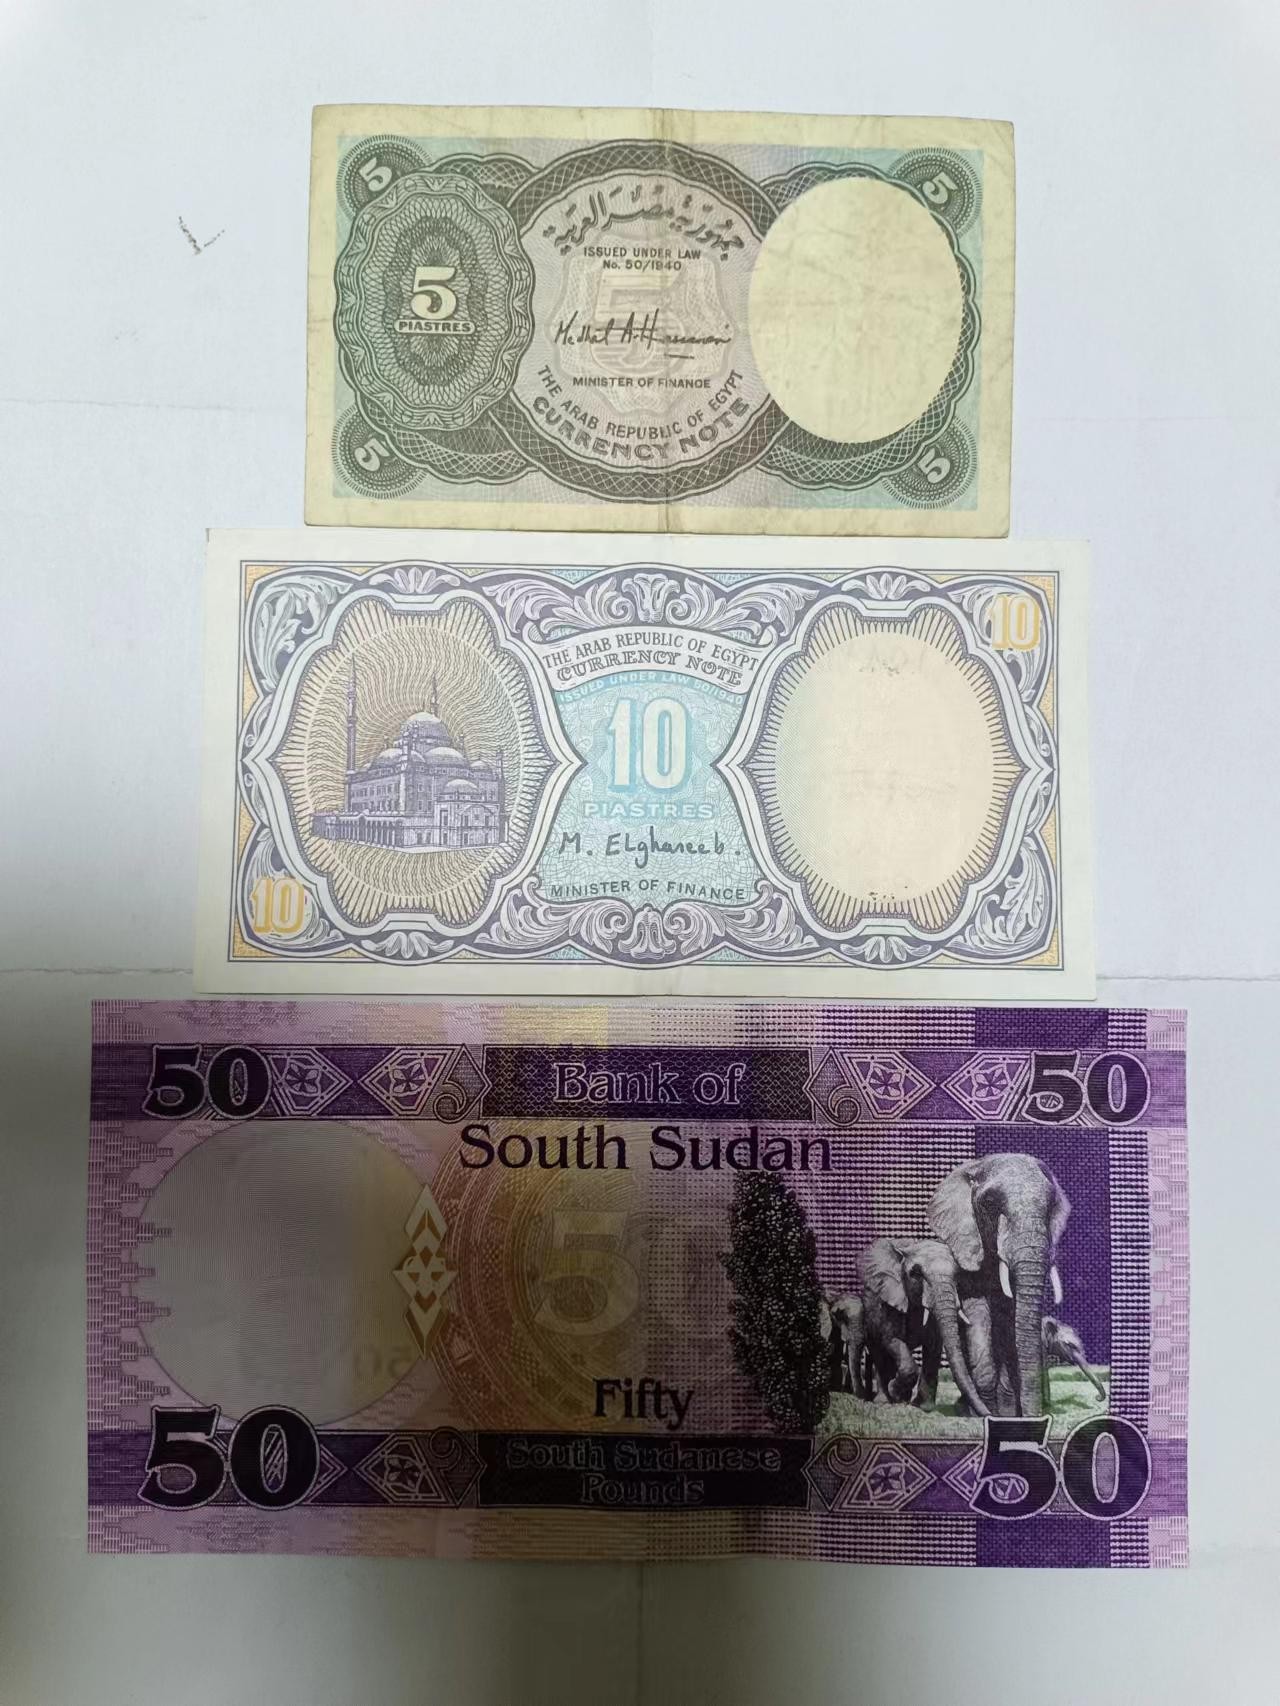 5 5
جمهورية مصر العربية
ISSUED UNDER LAW
No. 50/1940
5
PIASTRES
Medhat A. Hassanein
MINISTER OF FINANCE
THE ARAB REPUBLIC OF EGYPT
CURRENCY NOTE
5 5
10
THE ARAB REPUBLIC OF EGYPT
CURRENCY NOTE
ISSUED UNDER LAW 50/1940
10
PIASTRES
M. ELghareeb.
MINISTER OF FINANCE
10
50 Bank of 50
South Sudan
50
Fifty
50 South Sudanese 50
Pounds